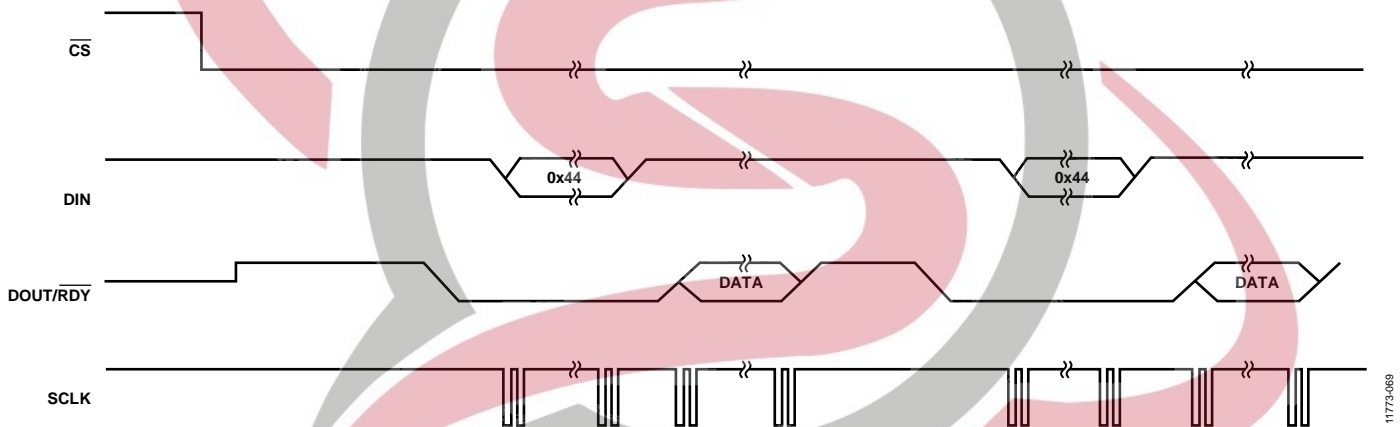 CS
DIN
0x44
0x44
DOUT/RDY
DATA
DATA
SCLK
11773-069